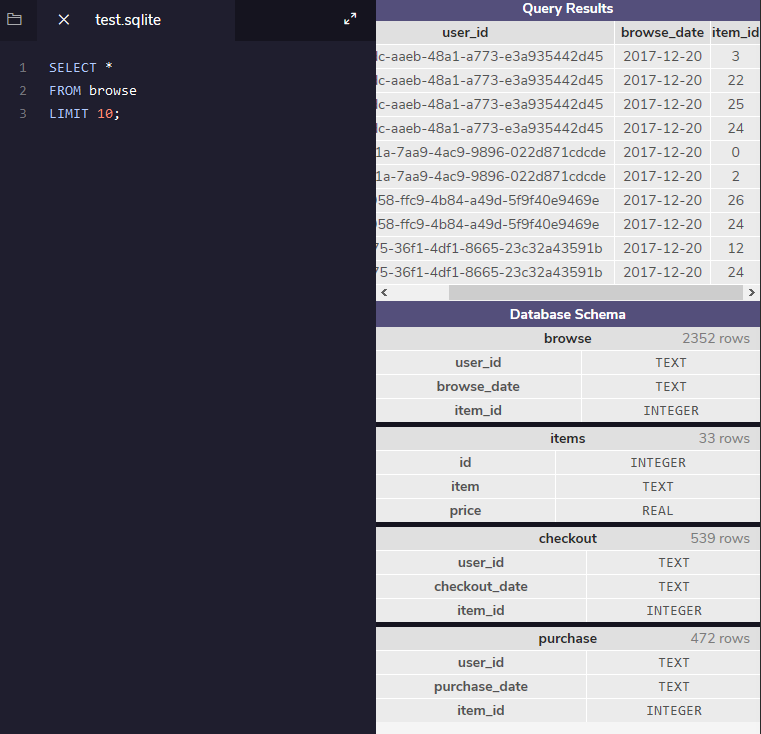 test.sqlite
1 SELECT *
2 FROM browse
3 LIMIT 10;
Query Results
user_id browse_date item_id
c-aaeb-48a1-a773-e3a935442d45 2017-12-20 3
c-aaeb-48a1-a773-e3a935442d45 2017-12-20 22
c-aaeb-48a1-a773-e3a935442d45 2017-12-20 25
c-aaeb-48a1-a773-e3a935442d45 2017-12-20 24
1a-7aa9-4ac9-9896-022d871cdcde 2017-12-20 0
1a-7aa9-4ac9-9896-022d871cdcde 2017-12-20 2
58-ffc9-4b84-a49d-5f9f40e9469e 2017-12-20 26
58-ffc9-4b84-a49d-5f9f40e9469e 2017-12-20 24
75-36f1-4df1-8665-23c32a43591b 2017-12-20 12
75-36f1-4df1-8665-23c32a43591b 2017-12-20 24
Database Schema
browse 2352 rows
user_id TEXT
browse_date TEXT
item_id INTEGER
items 33 rows
id INTEGER
item TEXT
price REAL
checkout 539 rows
user_id TEXT
checkout_date TEXT
item_id INTEGER
purchase 472 rows
user_id TEXT
purchase_date TEXT
item_id INTEGER